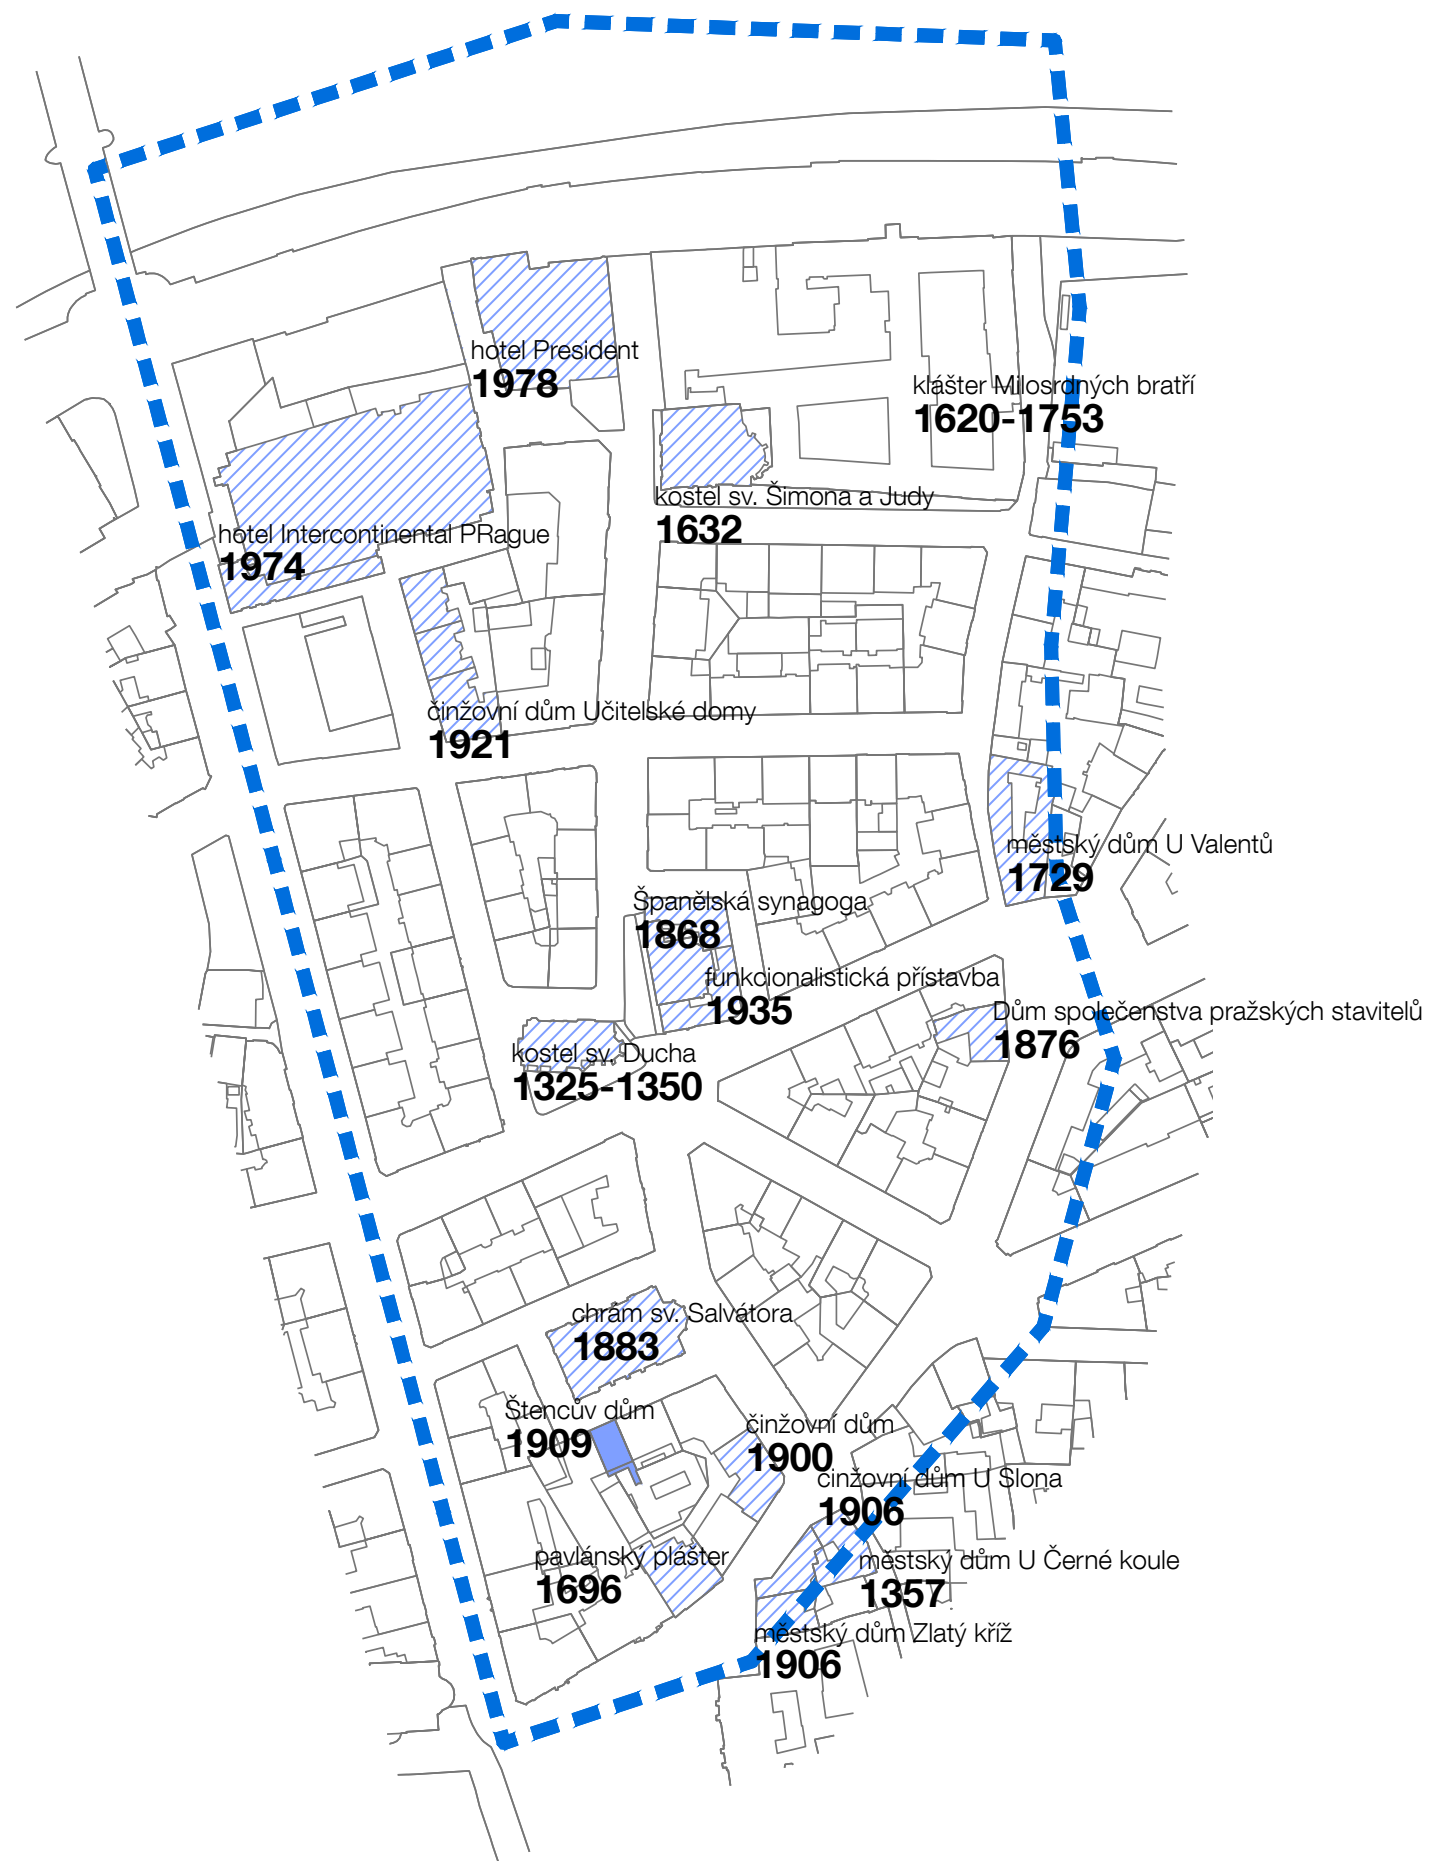 hotel President
1978
klášter Milosrdných bratří
1620-1753
kostel sv. Šimona a Judy
1632
hotel Intercontinental PRague
1974
činžovní dům Učitelské domy
1921
městský dům U Valentů
1729
Španělská synagoga
1868
funkcionalistická přístavba
1935
Dům společenstva pražských stavitelů
1876
kostel sv. Ducha
1325-1350
chrám sv. Salvátora
1883
Štencův dům
1909
činžovní dům
1900
činžovní dům U Slona
1906
pavlánský plášter
1696
městský dům U Černé koule
1357
městský dům Zlatý kříž
1906